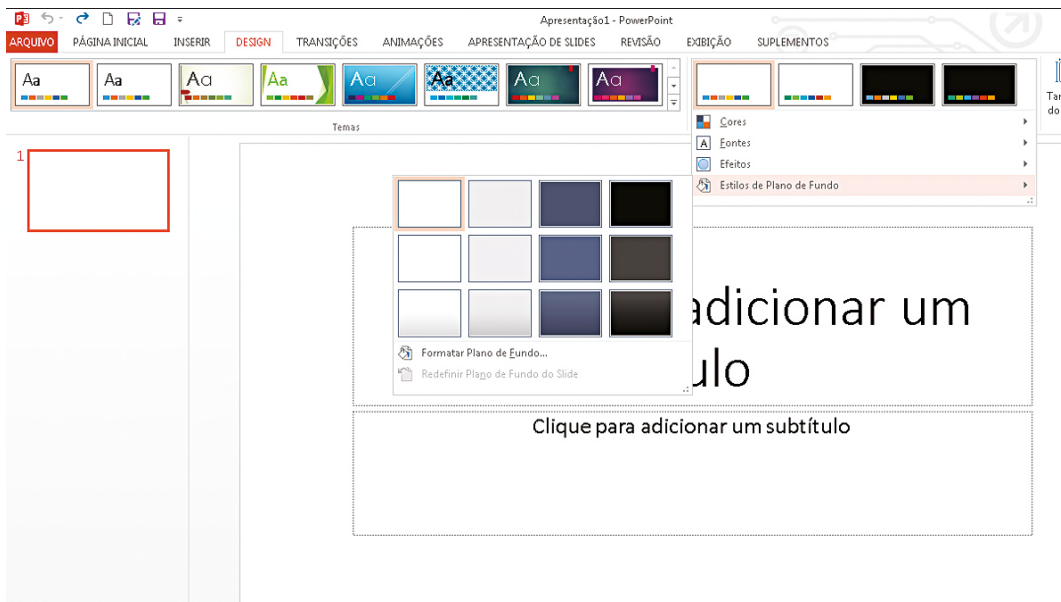 Apresentação1 - PowerPoint
ARQUIVO PÁGINA INICIAL INSERIR DESIGN TRANSIÇÕES ANIMAÇÕES APRESENTAÇÃO DE SLIDES REVISÃO EXIBIÇÃO SUPLEMENTOS
Aa Aa Aa Aa Aa Aa Aa Aa
Temas
Cores
Fontes
Efeitos
Estilos de Plano de Fundo
Tar
do
1
Formatar Plano de Fundo...
Redefinir Plano de Fundo do Slide
adicionar um
ulo
Clique para adicionar um subtítulo